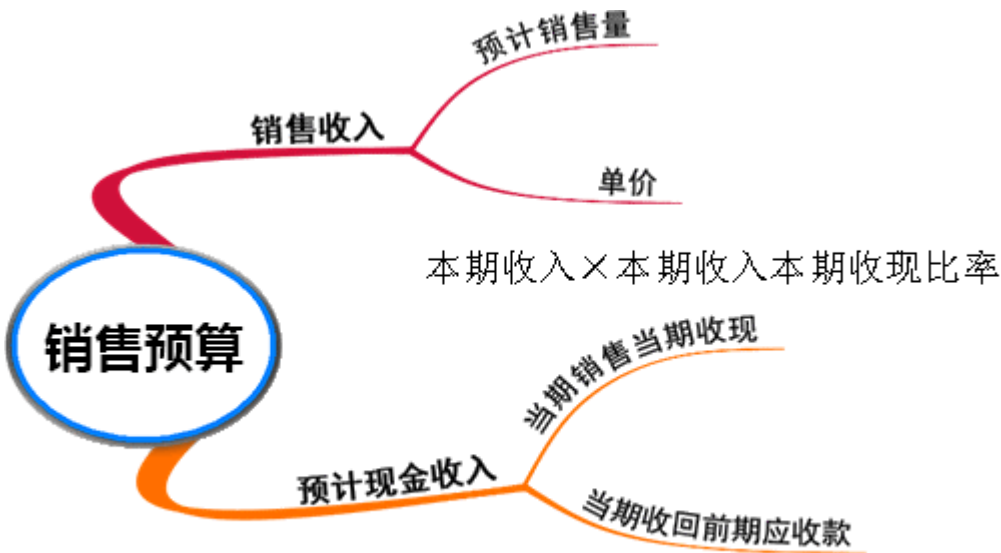 预计销售量
销售收入
单价
本期收入×本期收入本期收现比率
销售预算
当期销售当期收现
预计现金收入
当期收回前期应收款